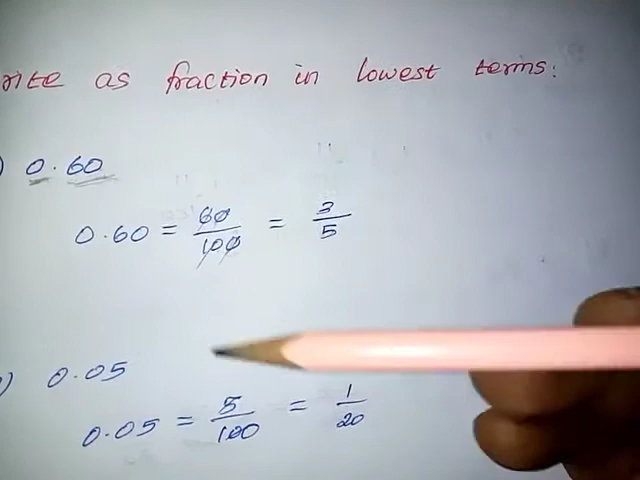 rite as fraction in lowest terms:
) 0.60
0.60 = 60/100 = 3/5
) 0.05
0.05 = 5/100 = 1/20